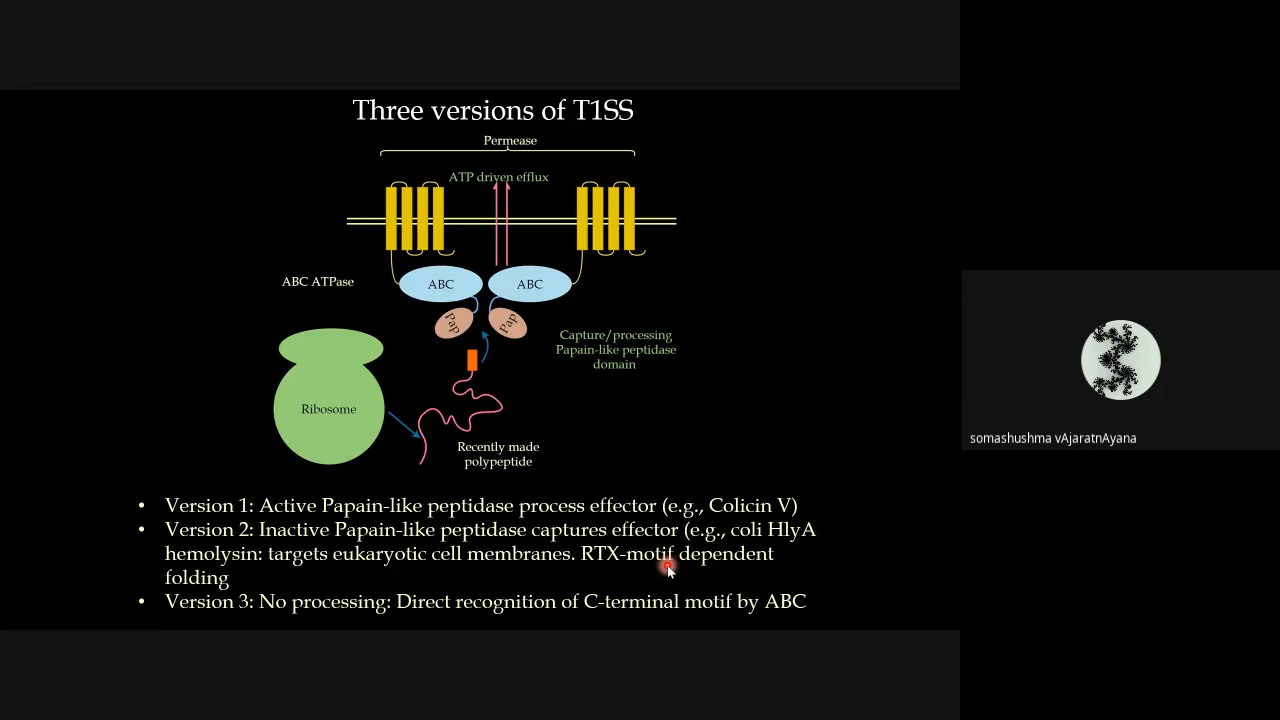 Three versions of T1SS
Permease
ATP driven efflux
ABC ATPase
ABC
ABC
Pap
Pap
Capture/processing
Papain-like peptidase
domain
Ribosome
Recently made
polypeptide
• Version 1: Active Papain-like peptidase process effector (e.g., Colicin V)
• Version 2: Inactive Papain-like peptidase captures effector (e.g., coli HlyA
hemolysin: targets eukaryotic cell membranes. RTX-motif dependent
folding
• Version 3: No processing: Direct recognition of C-terminal motif by ABC
somashushma vAjaratnAyana